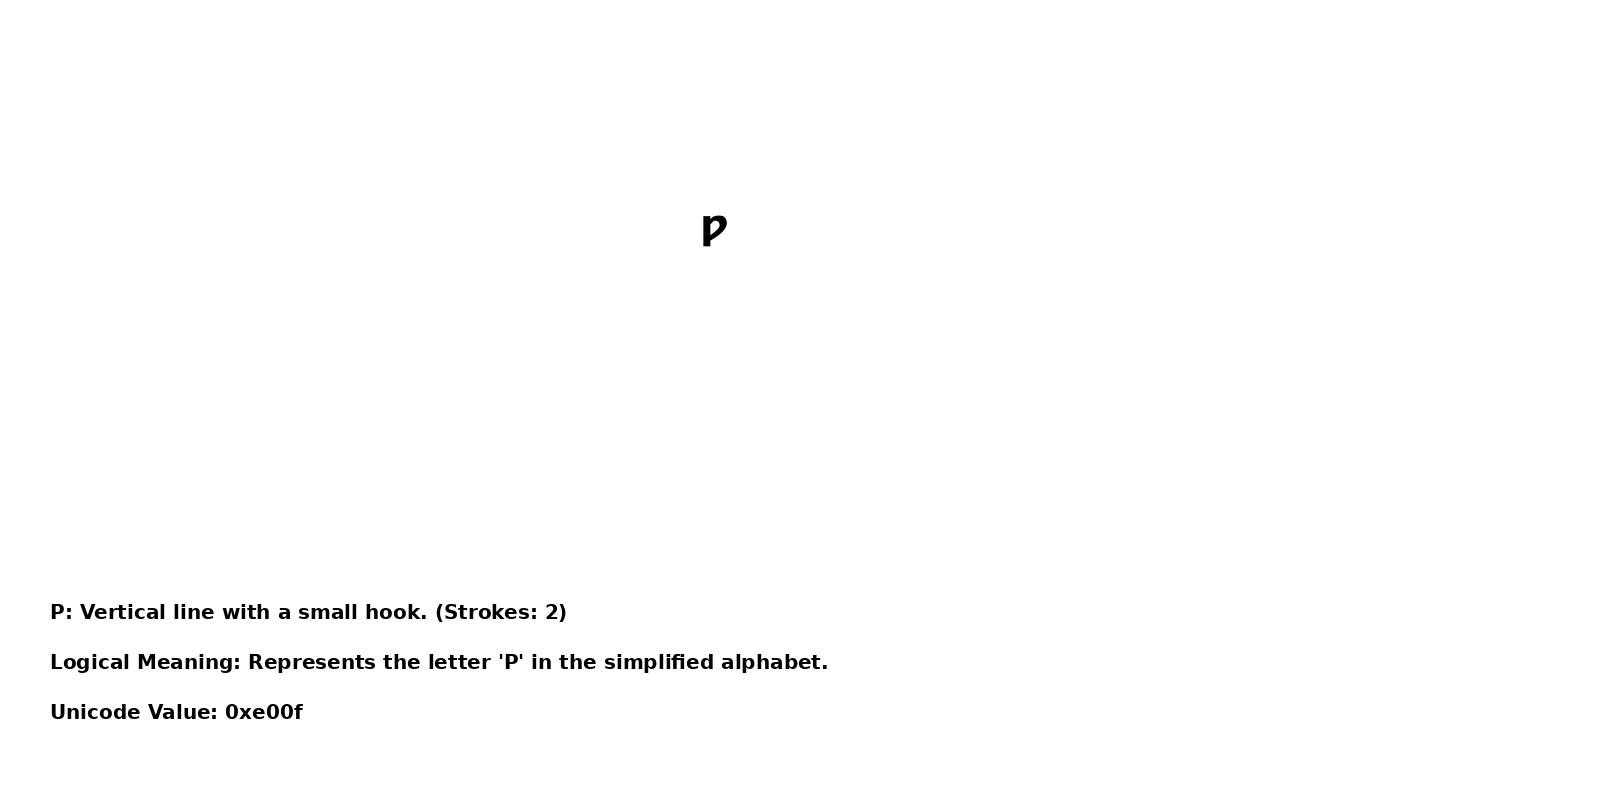 P
P: Vertical line with a small hook. (Strokes: 2)
Logical Meaning: Represents the letter 'P' in the simplified alphabet.
Unicode Value: 0xe00f